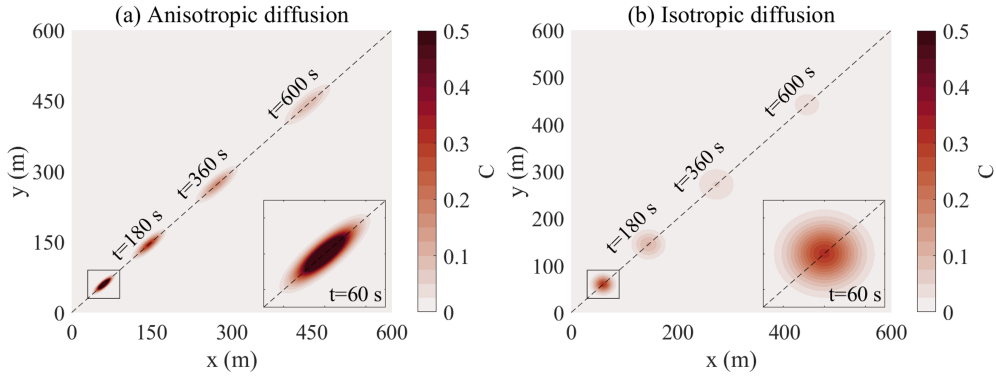 (a) Anisotropic diffusion
600
450
300
150
0
y (m)
0
150
300
450
600
x (m)
t=60 s
t=180 s
t=360 s
t=600 s
0.5
0.4
0.3
0.2
0.1
0
C
(b) Isotropic diffusion
600
500
400
300
200
100
0
y (m)
0
200
400
600
x (m)
t=60 s
t=180 s
t=360 s
t=600 s
0.5
0.4
0.3
0.2
0.1
0
C